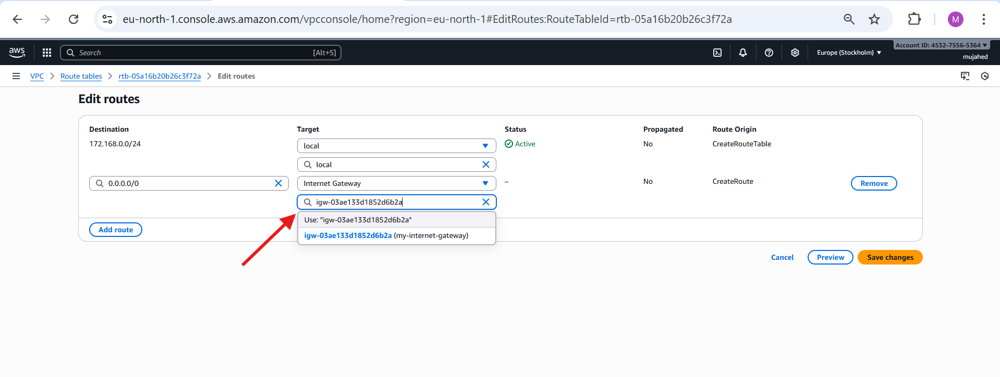 eu-north-1.console.aws.amazon.com/vpcconsole/home?region=eu-north-1#EditRoutes:RouteTableId=rtb-05a16b20b26c3f72a
M
aws
Search
[Alt+S]
Europe (Stockholm)
Account ID: 4532-7556-5364
mujahed
VPC
Route tables
rtb-05a16b20b26c3f72a
Edit routes
Edit routes
Destination
Target
Status
Propagated
Route Origin
172.168.0.0/24
local
Active
No
CreateRouteTable
local
0.0.0.0/0
Internet Gateway
–
No
CreateRoute
Remove
igw-03ae133d1852d6b2a
Use: "igw-03ae133d1852d6b2a"
igw-03ae133d1852d6b2a (my-internet-gateway)
Add route
Cancel
Preview
Save changes